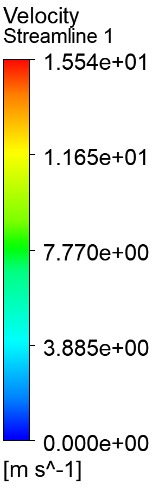 Velocity
Streamline 1
1.554e+01
1.165e+01
7.770e+00
3.885e+00
0.000e+00
[m s^-1]